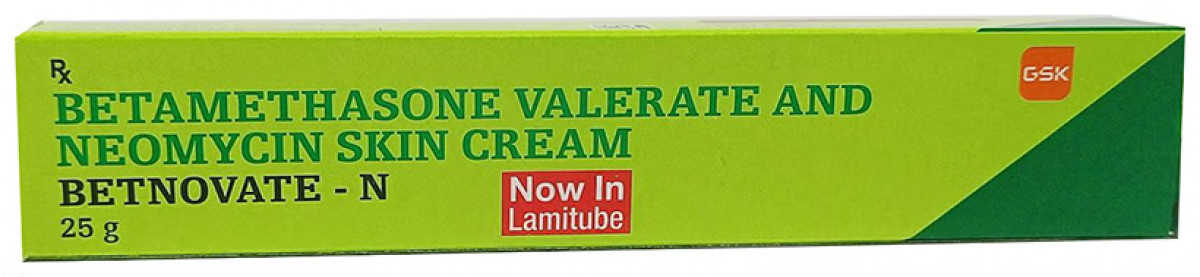 Rx
BETAMETHASONE VALERATE AND
NEOMYCIN SKIN CREAM
BETNOVATE - N
25 g
Now In
Lamitube
GSK